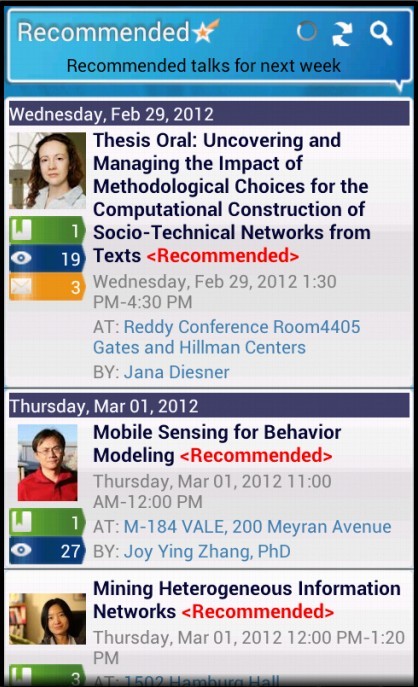 Recommended
Recommended talks for next week
Wednesday, Feb 29, 2012
Thesis Oral: Uncovering and
Managing the Impact of
Methodological Choices for the
Computational Construction of
Socio-Technical Networks from
Texts <Recommended>
1
19
3
Wednesday, Feb 29, 2012 1:30
PM-4:30 PM
AT: Reddy Conference Room4405
Gates and Hillman Centers
BY: Jana Diesner
Thursday, Mar 01, 2012
Mobile Sensing for Behavior
Modeling <Recommended>
Thursday, Mar 01, 2012 11:00
AM-12:00 PM
1
AT: M-184 VALE, 200 Meyran Avenue
27
BY: Joy Ying Zhang, PhD
Mining Heterogeneous Information
Networks <Recommended>
Thursday, Mar 01, 2012 12:00 PM-1:20
PM
3
AT: 1502 Hamburg Hall